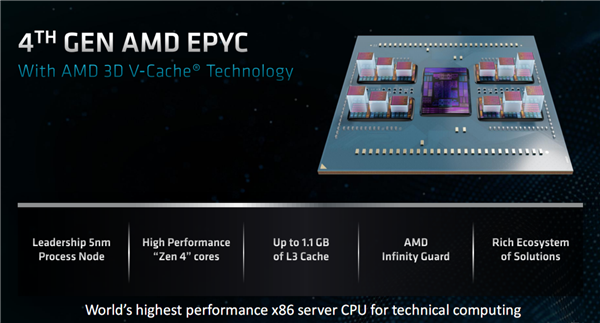 4TH GEN AMD EPYC
With AMD 3D V-Cache® Technology
Leadership 5nm
Process Node
High Performance
“Zen 4” cores
Up to 1.1 GB
of L3 Cache
AMD
Infinity Guard
Rich Ecosystem
of Solutions
World's highest performance x86 server CPU for technical computing